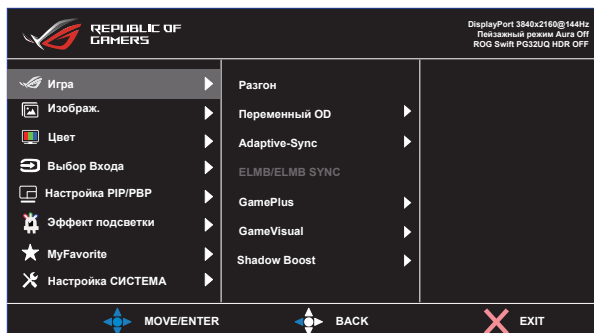 REPUBLIC OF
GAMERS
DisplayPort 3840x2160@144Hz
Пейзажный режим Aura Off
ROG Swift PG32UQ HDR OFF
Игра
Изображ.
Цвет
Выбор Входа
Настройка PIP/PBP
Эффект подсветки
MyFavorite
Настройка СИСТЕМА
Разгон
Переменный OD
Adaptive-Sync
ELMB/ELMB SYNC
GamePlus
GameVisual
Shadow Boost
MOVE/ENTER
BACK
EXIT